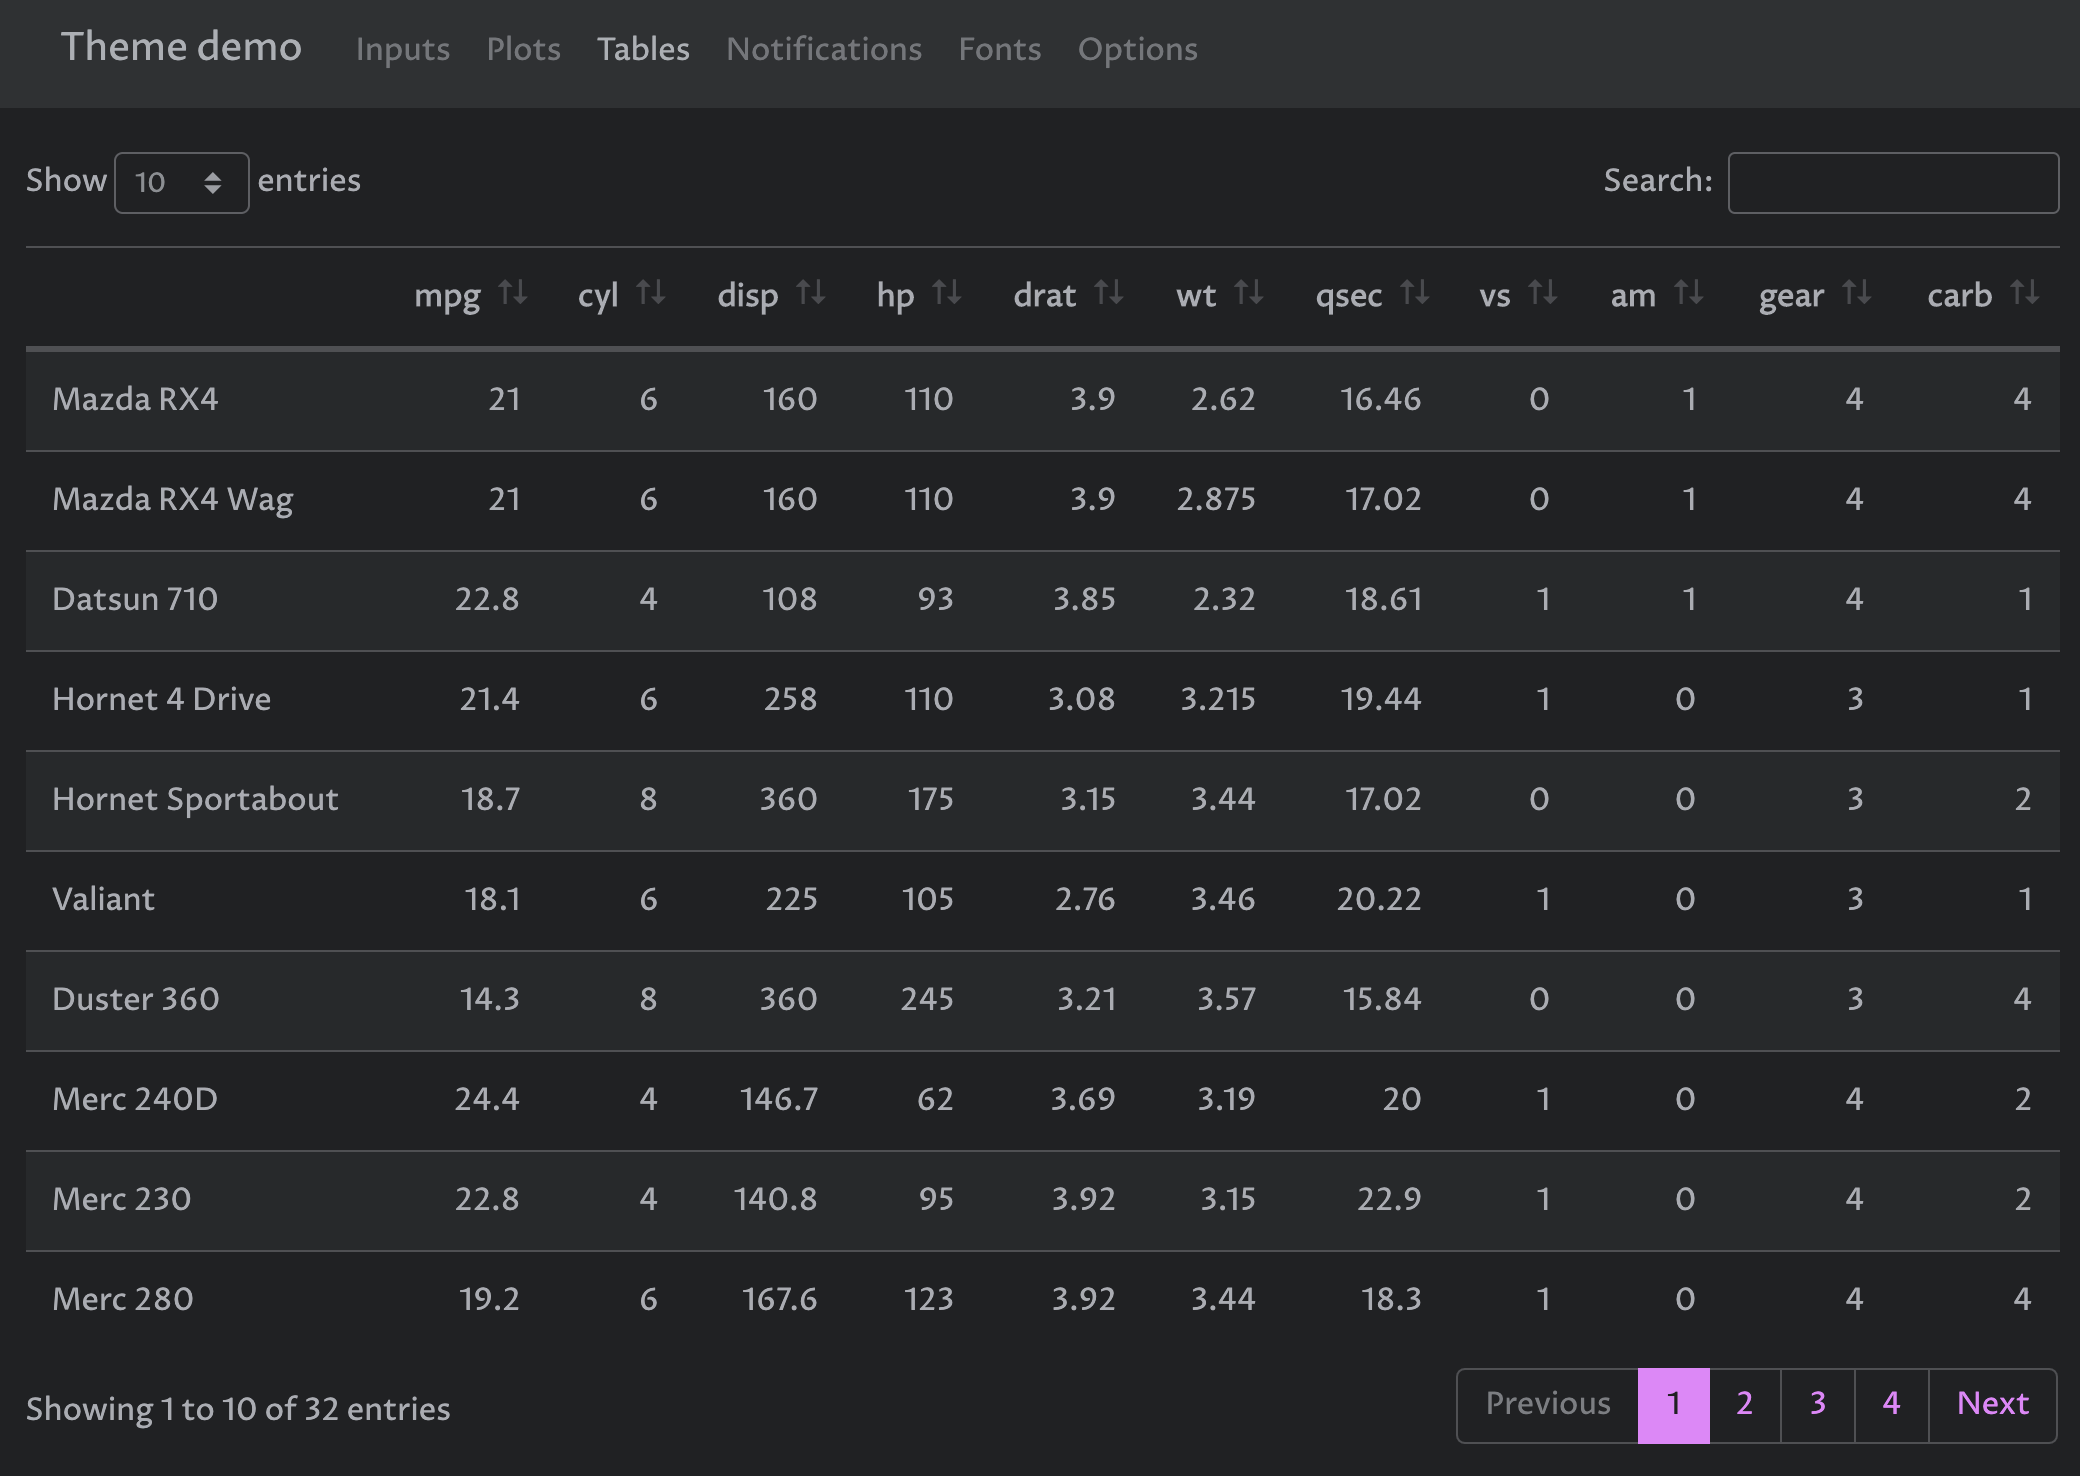 Theme demo Inputs Plots Tables Notifications Fonts Options
Show 10 entries Search:
mpg cyl disp hp drat wt qsec vs am gear carb
Mazda RX4 21 6 160 110 3.9 2.62 16.46 0 1 4 4
Mazda RX4 Wag 21 6 160 110 3.9 2.875 17.02 0 1 4 4
Datsun 710 22.8 4 108 93 3.85 2.32 18.61 1 1 4 1
Hornet 4 Drive 21.4 6 258 110 3.08 3.215 19.44 1 0 3 1
Hornet Sportabout 18.7 8 360 175 3.15 3.44 17.02 0 0 3 2
Valiant 18.1 6 225 105 2.76 3.46 20.22 1 0 3 1
Duster 360 14.3 8 360 245 3.21 3.57 15.84 0 0 3 4
Merc 240D 24.4 4 146.7 62 3.69 3.19 20 1 0 4 2
Merc 230 22.8 4 140.8 95 3.92 3.15 22.9 1 0 4 2
Merc 280 19.2 6 167.6 123 3.92 3.44 18.3 1 0 4 4
Showing 1 to 10 of 32 entries Previous 1 2 3 4 Next